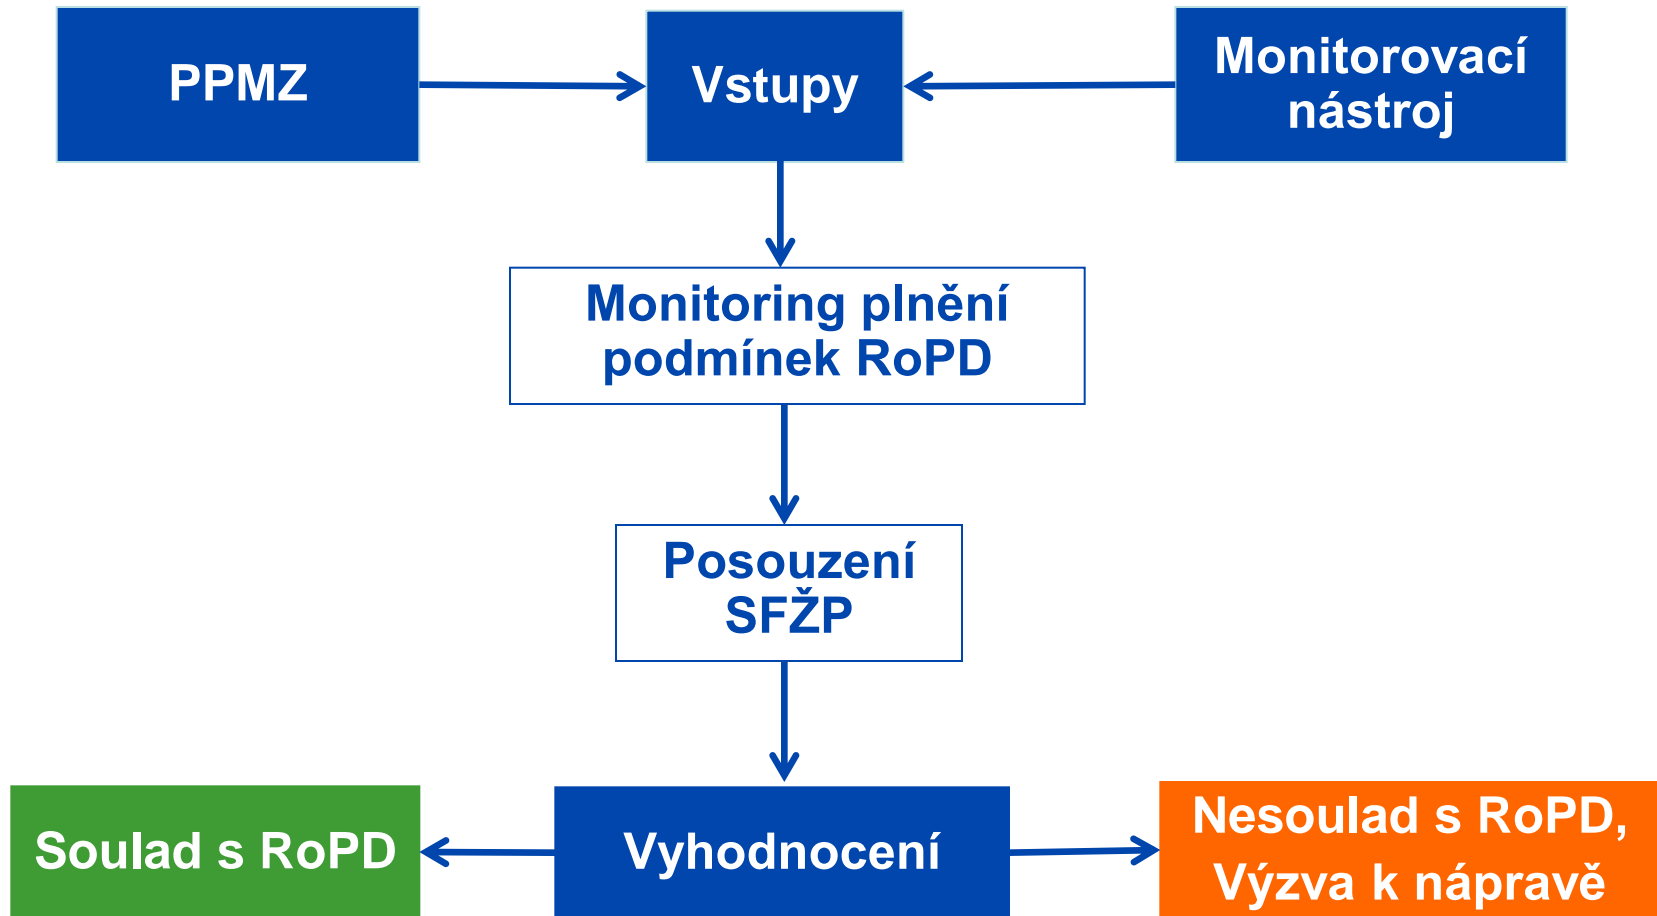 PPMZ
Vstupy
Monitorovací
nástroj
Monitoring plnění
podmínek RoPD
Posouzení
SFŽP
Soulad s RoPD
Vyhodnocení
Nesoulad s RoPD,
Výzva k nápravě